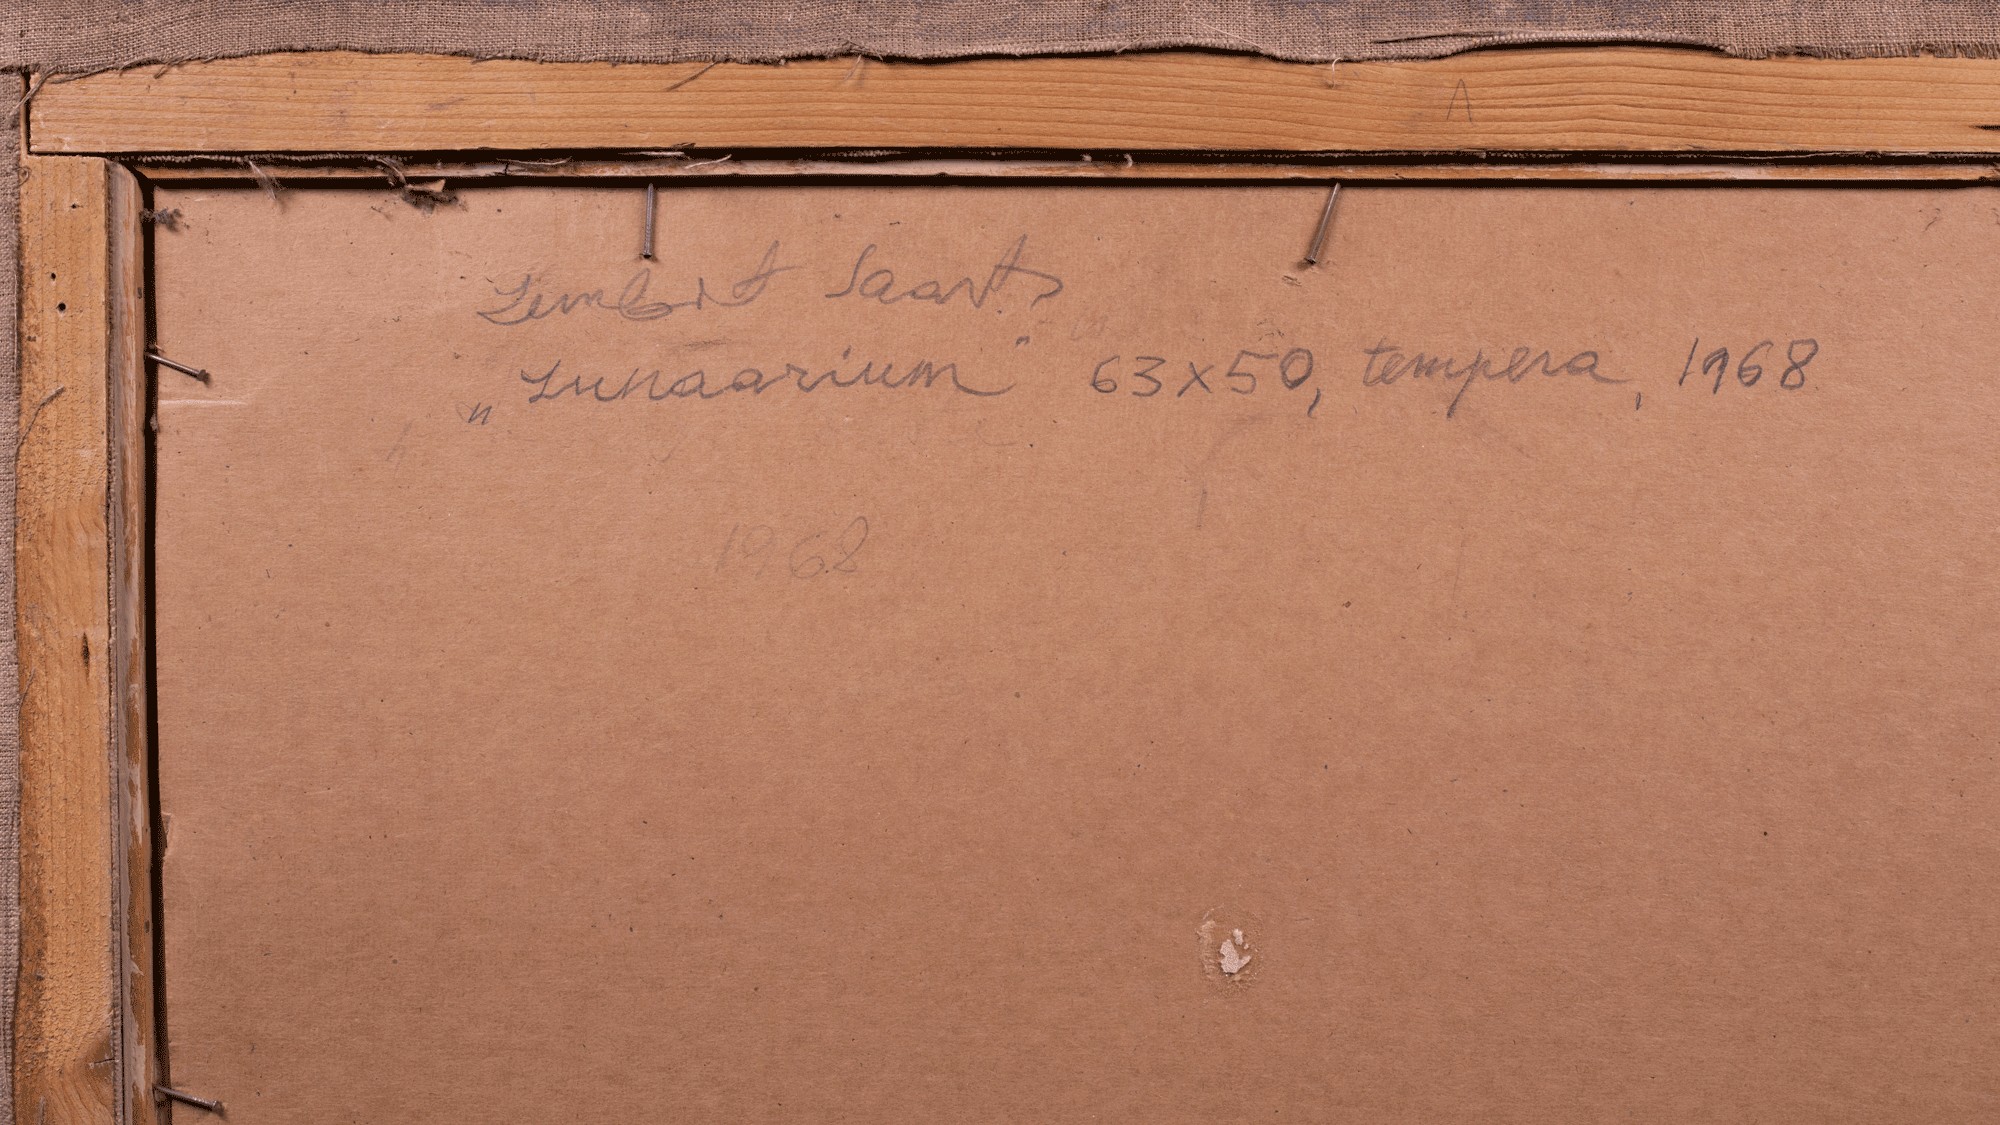 Lembit Saarts
„Lunaarium" 63x50, tempera, 1968
1968